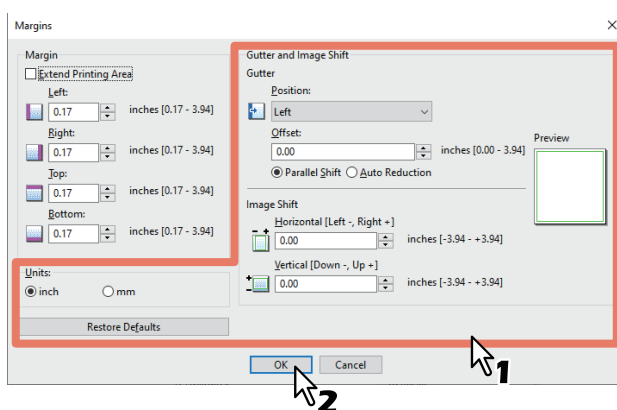 Margins
Margin
Extend Printing Area
Left:
0.17 inches [0.17 - 3.94]
Right:
0.17 inches [0.17 - 3.94]
Top:
0.17 inches [0.17 - 3.94]
Bottom:
0.17 inches [0.17 - 3.94]
Units:
inch mm
Restore Defaults
Gutter and Image Shift
Gutter
Position:
Left
Offset:
0.00 inches [0.00 - 3.94]
Parallel Shift Auto Reduction
Preview
Image Shift
Horizontal [Left -, Right +]
0.00 inches [-3.94 - +3.94]
Vertical [Down -, Up +]
0.00 inches [-3.94 - +3.94]
OK Cancel
1
2